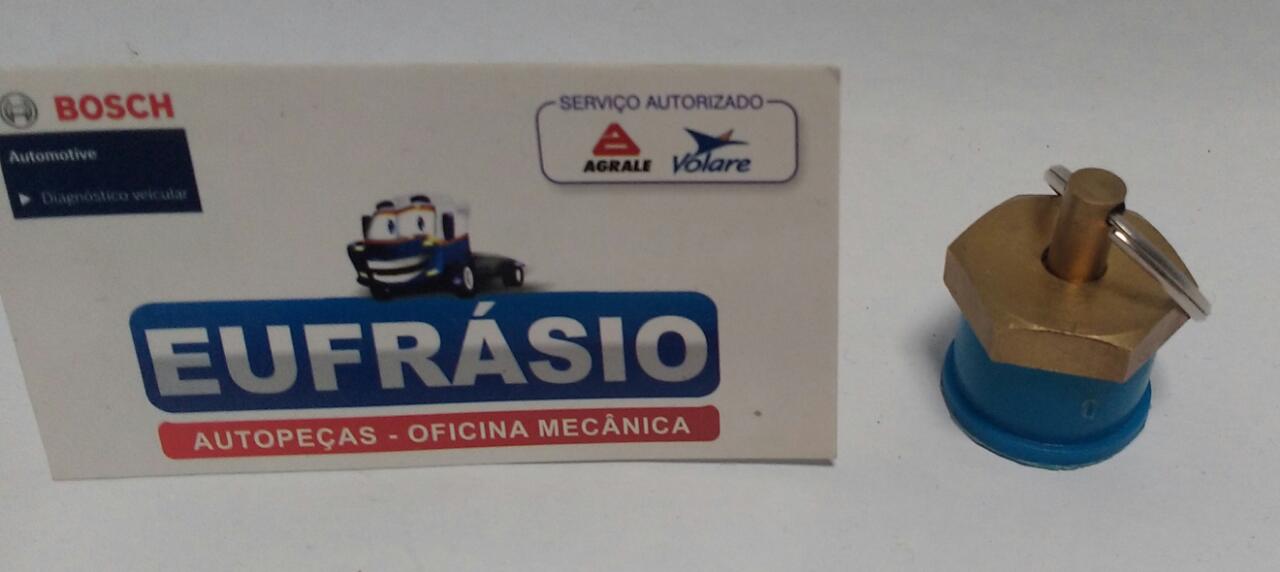 BOSCH
Automotive
Diagnóstico veicular
SERVIÇO AUTORIZADO
AGRALE Volare
EUFRÁSIO
AUTOPEÇAS - OFICINA MECÂNICA